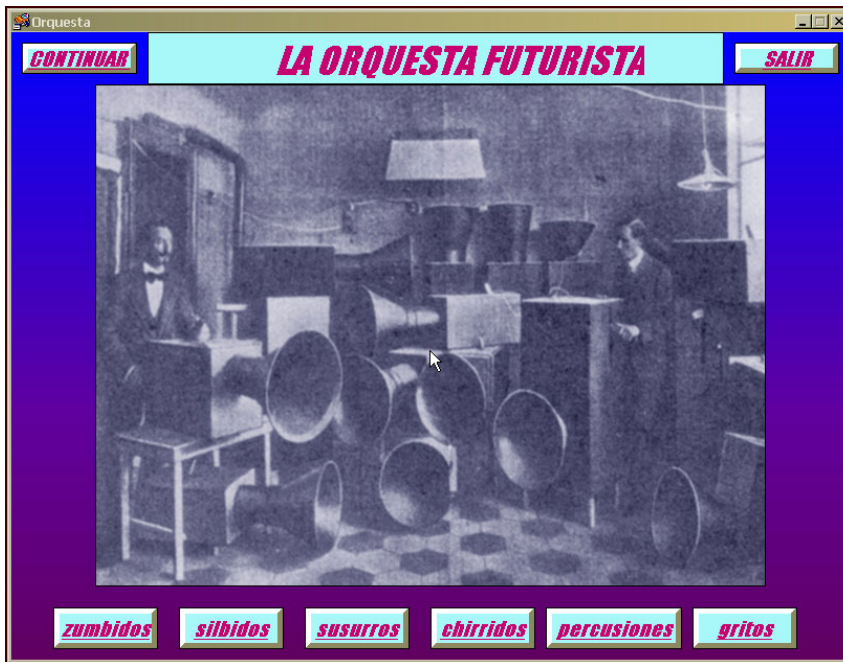 Orquesta
CONTINUAR
LA ORQUESTA FUTURISTA
SALIR
zumbidos
silbidos
susurros
chirridos
percusiones
gritos